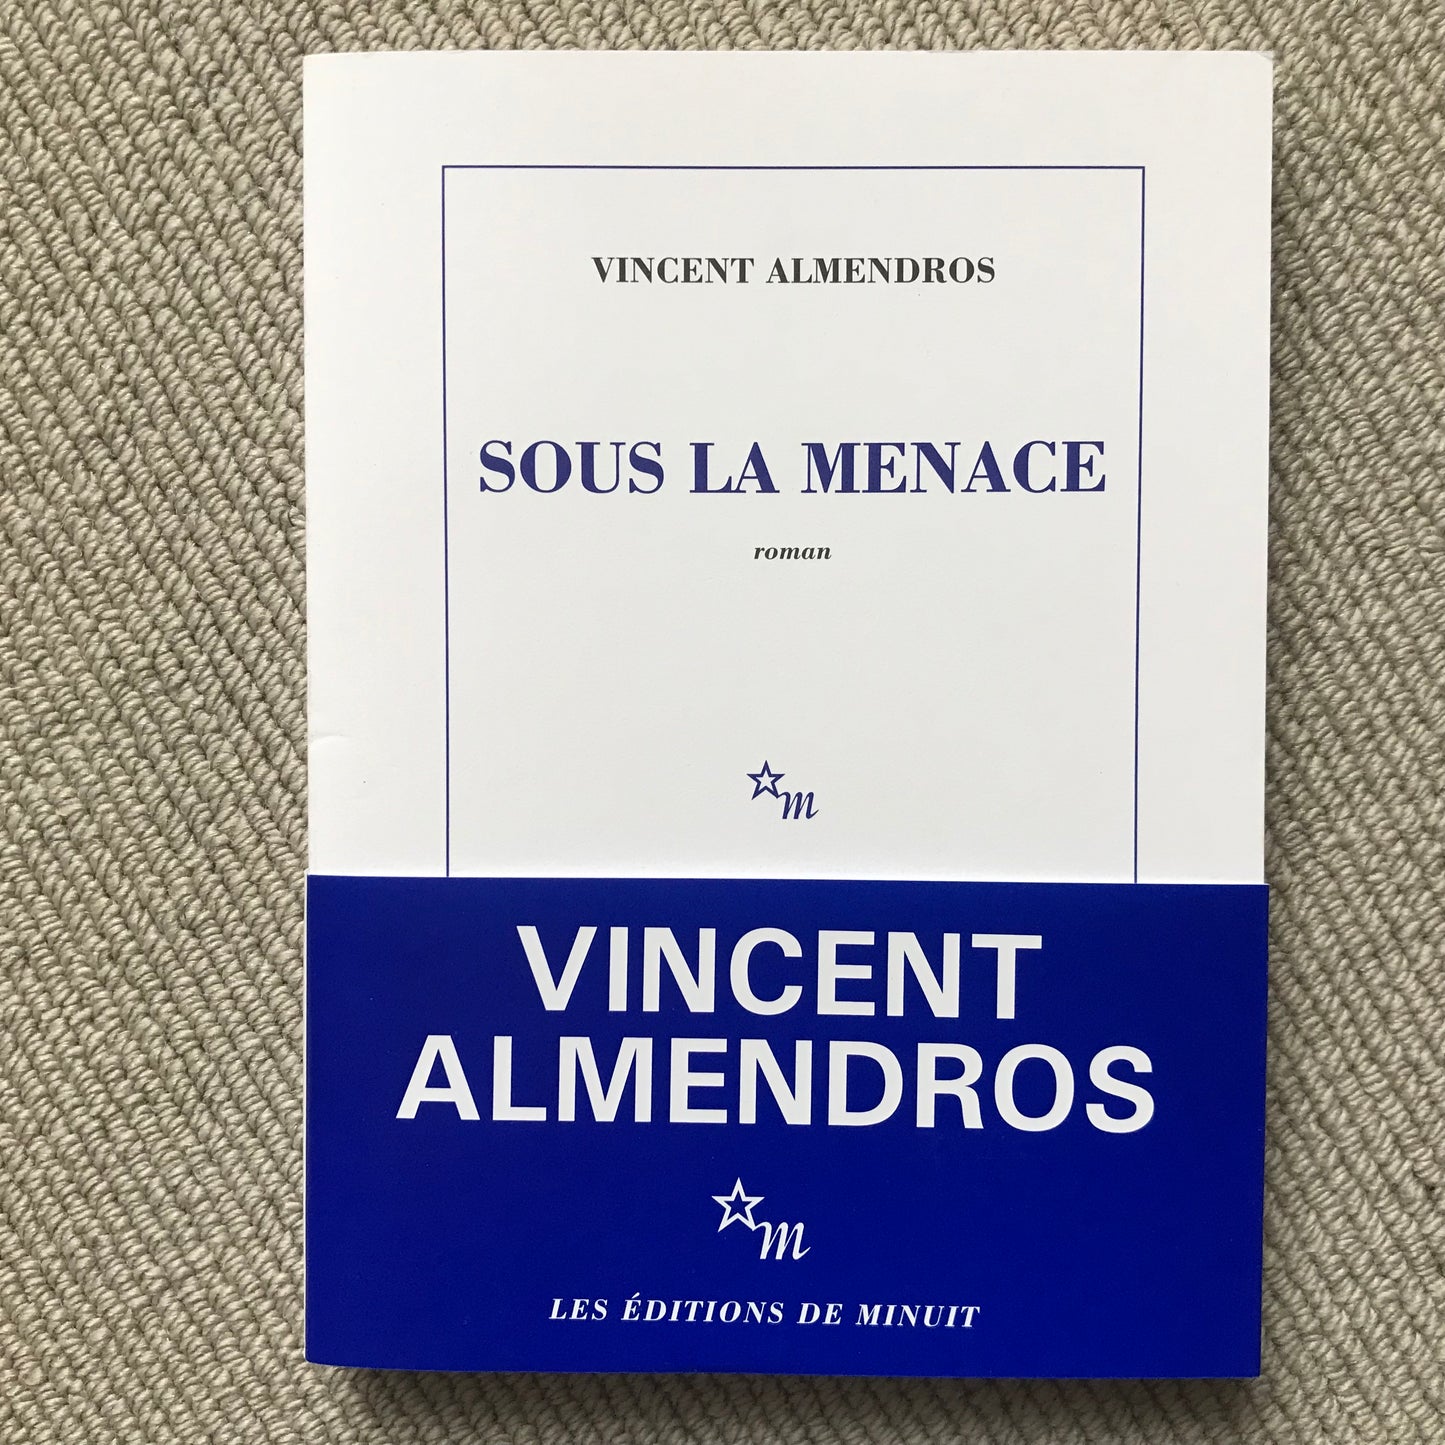 VINCENT ALMENDROS
SOUS LA MENACE
roman
m
VINCENT
ALMENDROS
m
LES ÉDITIONS DE MINUIT